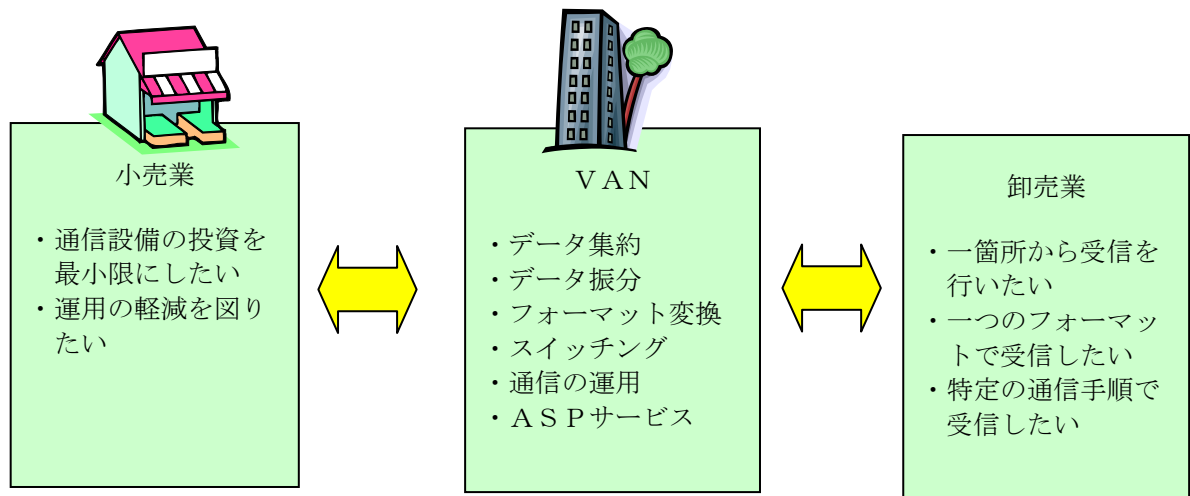 小売業
・通信設備の投資を
最小限にしたい
・運用の軽減を図り
たい
ＶＡＮ
・データ集約
・データ振分
・フォーマット変換
・スイッチング
・通信の運用
・ＡＳＰサービス
卸売業
・一箇所から受信を
行いたい
・一つのフォーマッ
トで受信したい
・特定の通信手順で
受信したい